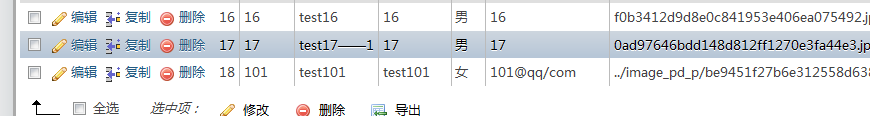 编辑 复制 删除 16 16 test16 16 男 16 f0b3412d9d8e0c841953e406ea075492.jp
编辑 复制 删除 17 17 test17——1 17 男 17 0ad97646bdd148d812ff1270e3fa44e3.jp
编辑 复制 删除 18 101 test101 test101 女 101@qq/com ../image_pd_p/be9451f27b6e312558d638
全选 选中项: 修改 删除 导出